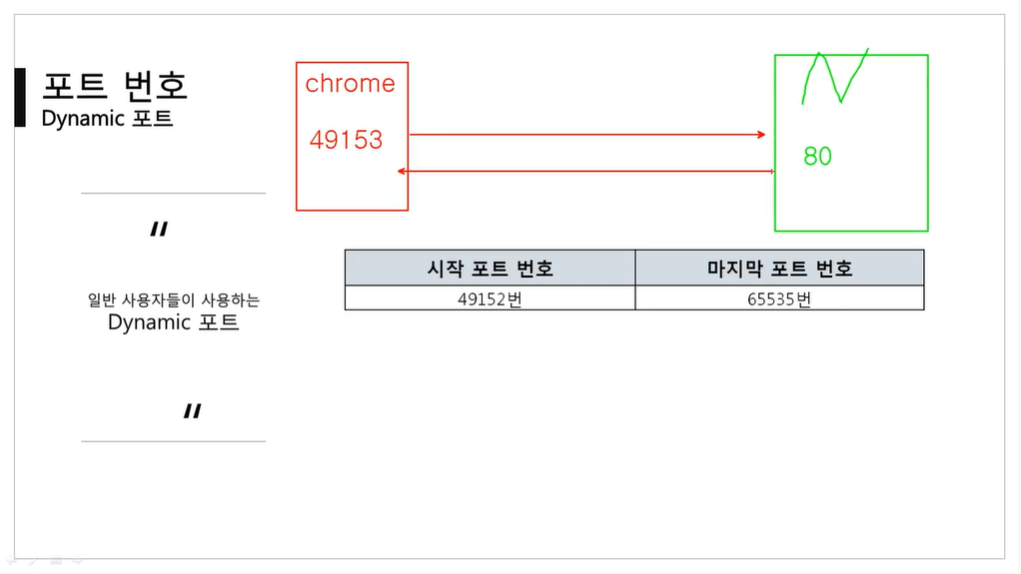 포트 번호
Dynamic 포트
chrome
49153
N
80
"
일반 사용자들이 사용하는
Dynamic 포트
"
시작 포트 번호 마지막 포트 번호
49152번 65535번